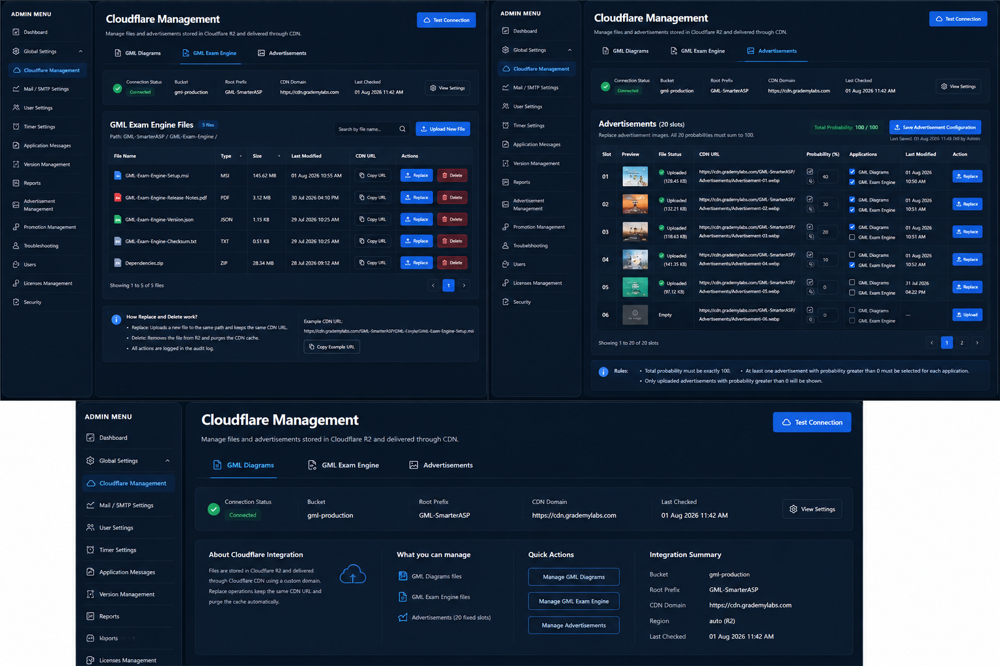 ADMIN MENU
Dashboard
Global Settings
Cloudflare Management
Mail / SMTP Settings
User Settings
Timer Settings
Application Messages
Version Management
Reports
Advertisement
Management
Promotion Management
Troubleshooting
Users
Licenses Management
Security
Cloudflare Management
Test Connection
Manage files and advertisements stored in Cloudflare R2 and delivered through CDN.
GML Diagrams GML Exam Engine Advertisements
Connection Status Bucket Root Prefix CDN Domain Last Checked
Connected gml-production GML-SmarterASP https://cdn.grademylabs.com 01 Aug 2026 11:42 AM
View Settings
GML Exam Engine Files 5 files
Path: GML-SmarterASP / GML-Exam-Engine /
Search by file name...
Upload New File
File Name Type Size Last Modified CDN URL Actions
GML-Exam-Engine-Setup.msi MSI 145.62 MB 01 Aug 2026 10:55 AM Copy URL Replace Delete
GML-Exam-Engine-Release-Notes.pdf PDF 3.12 MB 30 Jul 2026 04:10 PM Copy URL Replace Delete
GML-Exam-Engine-Version.json JSON 1.15 KB 29 Jul 2026 10:25 AM Copy URL Replace Delete
GML-Exam-Engine-Checksum.txt TXT 0.51 KB 29 Jul 2026 10:25 AM Copy URL Replace Delete
Dependencies.zip ZIP 28.34 MB 28 Jul 2026 09:12 AM Copy URL Replace Delete
Showing 1 to 5 of 5 files
1
How Replace and Delete work?
• Replace: Uploads a new file to the same path and keeps the same CDN URL.
• Delete: Removes the file from R2 and purges the CDN cache.
• All actions are logged in the audit log.
Example CDN URL:
Copy Example URL
ADMIN MENU
Dashboard
Global Settings
Cloudflare Management
Mail / SMTP Settings
User Settings
Timer Settings
Application Messages
Version Management
Reports
Advertisement
Management
Promotion Management
Troubelshooting
Users
Licenses Management
Security
Cloudflare Management
Test Connection
Manage files and advertisements stored in Cloudflare R2 and delivered through CDN.
GML Diagrams GML Exam Engine Advertisements
Connection Status Bucket Root Prefix CDN Domain Last Checked
Connected gml-production GML-SmarterASP https://cdn.grademylabs.com 01 Aug 2026 11:42 AM
View Settings
Advertisements (20 slots)
Replace advertisement images. All 20 probabilities must sum to 100.
Total Probability: 100 / 100
Save Advertisement Configuration
Last Saved: 01 Aug 2026 11:43 by Admin
Slot Preview File Status CDN URL Probability (%) Applications Last Modified Action
01 Uploaded https://cdn.grademylabs.com/GML-SmarterASP/ 40 GML Diagrams 01 Aug 2026 Replace
(128.45 KB) Advertisements/Advertisement-01.webp GML Exam Engine 10:50 AM
02 Uploaded https://cdn.grademylabs.com/GML-SmarterASP/ 30 GML Diagrams 01 Aug 2026 Replace
(132.21 KB) Advertisements/Advertisement-02.webp GML Exam Engine 10:51 AM
03 Uploaded https://cdn.grademylabs.com/GML-SmarterASP/ 20 GML Diagrams 01 Aug 2026 Replace
(118.63 KB) Advertisements/Advertisement-03.webp GML Exam Engine 10:51 AM
04 Uploaded https://cdn.grademylabs.com/GML-SmarterASP/ 10 GML Diagrams 01 Aug 2026 Replace
(141.35 KB) Advertisements/Advertisement-04.webp GML Exam Engine 10:52 AM
05 Uploaded https://cdn.grademylabs.com/GML-SmarterASP/ 0 GML Diagrams 31 Jul 2026 Replace
(97.12 KB) Advertisements/Advertisement-05.webp GML Exam Engine 04:22 PM
06 Empty https://cdn.grademylabs.com/GML-SmarterASP/ 0 GML Diagrams — Upload
Advertisements/Advertisement-06.webp GML Exam Engine
Showing 1 to 20 of 20 slots
1 2
Rules: • Total probability must be exactly 100. • At least one advertisement with probability greater than 0 must be selected for each application.
• Only uploaded advertisements with probability greater than 0 will be shown.
ADMIN MENU
Dashboard
Global Settings
Cloudflare Management
Mail / SMTP Settings
User Settings
Timer Settings
Application Messages
Version Management
Reports
Reports
Licenses Management
Cloudflare Management
Test Connection
Manage files and advertisements stored in Cloudflare R2 and delivered through CDN.
GML Diagrams GML Exam Engine Advertisements
Connection Status Bucket Root Prefix CDN Domain Last Checked
Connected gml-production GML-SmarterASP https://cdn.grademylabs.com 01 Aug 2026 11:42 AM
View Settings
About Cloudflare Integration
Files are stored in Cloudflare R2 and delivered
through Cloudflare CDN using a custom domain.
Replace operations keep the same CDN URL and
purge the cache automatically.
What you can manage
GML Diagrams files
GML Exam Engine files
Advertisements (20 fixed slots)
Quick Actions
Manage GML Diagrams
Manage GML Exam Engine
Manage Advertisements
Integration Summary
Bucket gml-production
Root Prefix GML-SmarterASP
CDN Domain https://cdn.grademylabs.com
Region auto (R2)
Last Checked 01 Aug 2026 11:42 AM